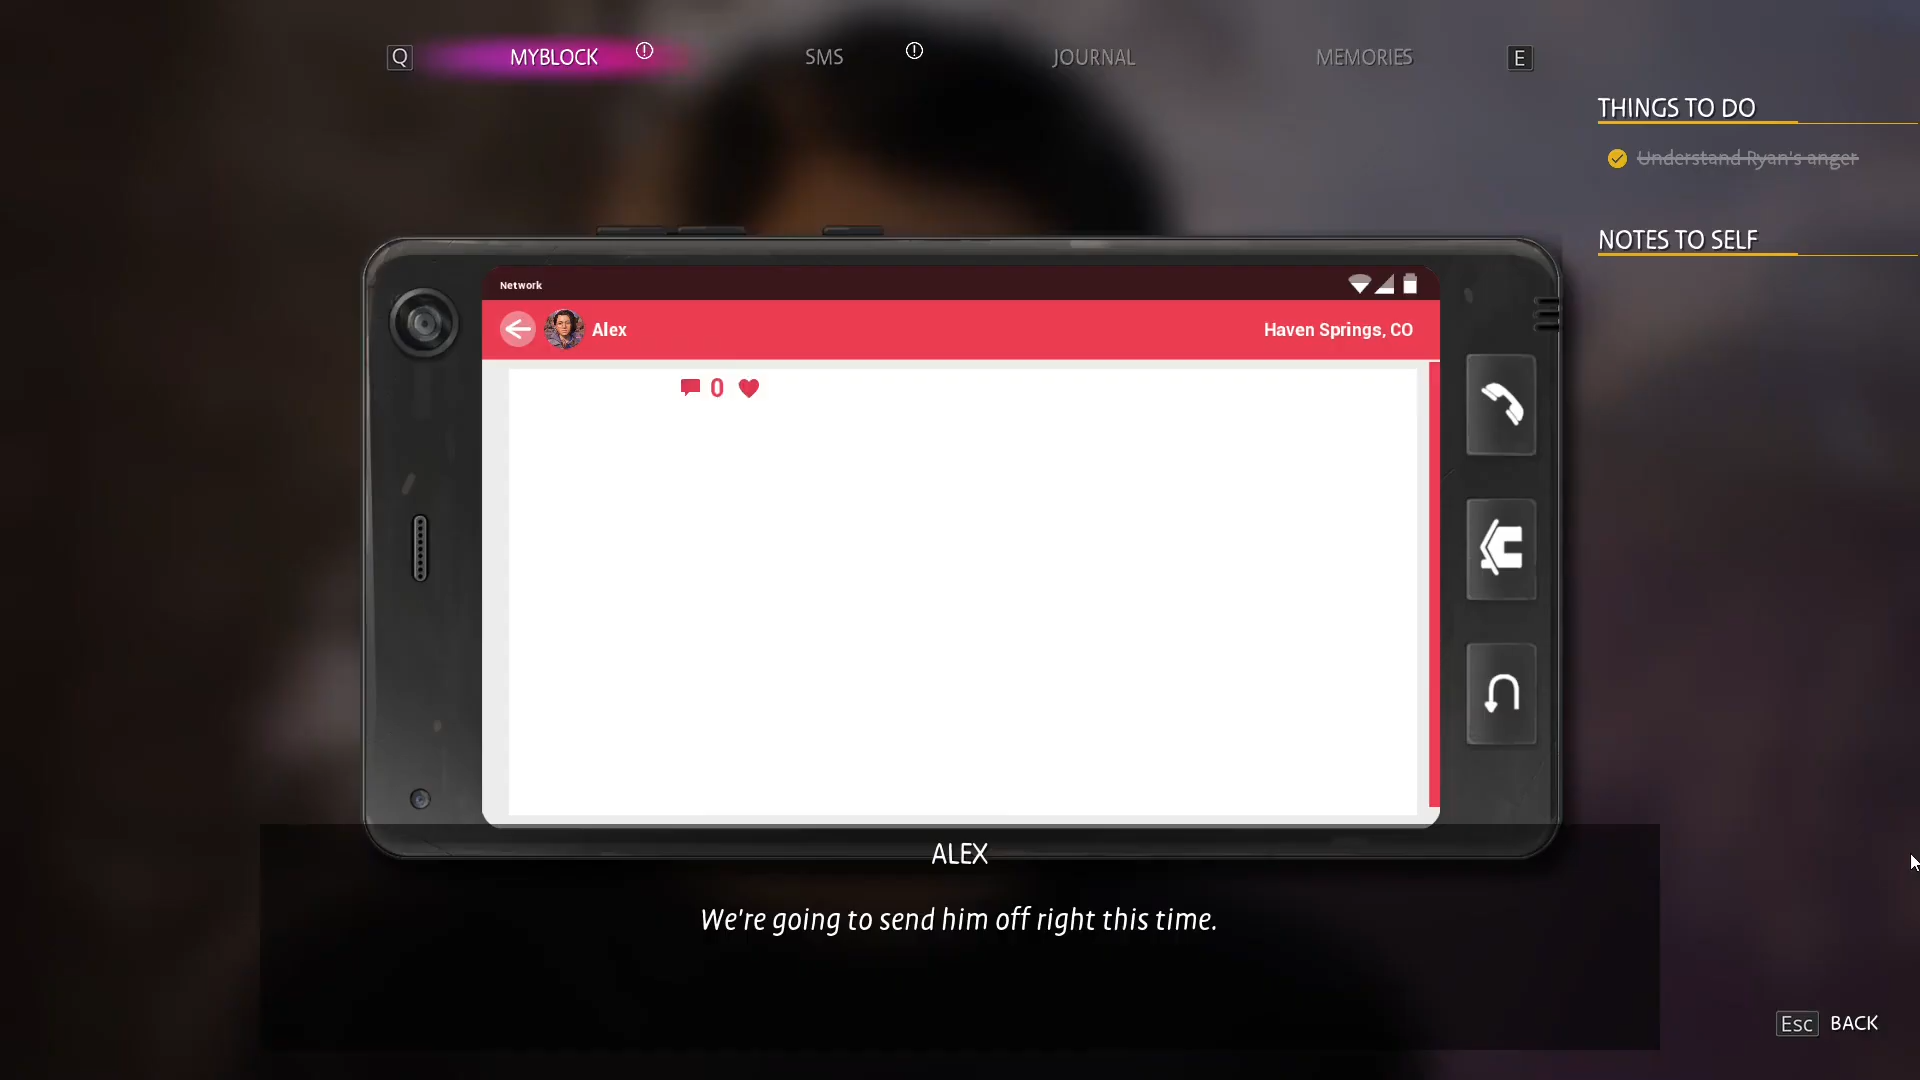 Q
MYBLOCK
SMS
JOURNAL
MEMORIES
E
THINGS TO DO
Understand Ryan's anger
NOTES TO SELF
Network
Alex
Haven Springs, CO
0
ALEX
We're going to send him off right this time.
Esc BACK